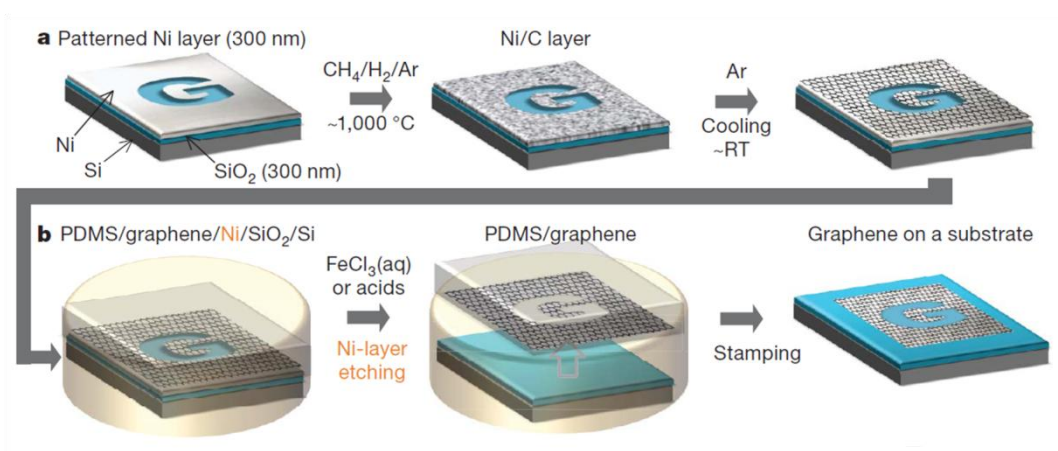 a Patterned Ni layer (300 nm)
Ni/C layer
CH₄/H₂/Ar
~1,000 °C
Ar
Cooling
~RT
Ni
Si
SiO₂ (300 nm)
G
b PDMS/graphene/Ni/SiO₂/Si
PDMS/graphene
Graphene on a substrate
FeCl₃(aq)
or acids
Ni-layer
etching
Stamping
G
G
G
G
G